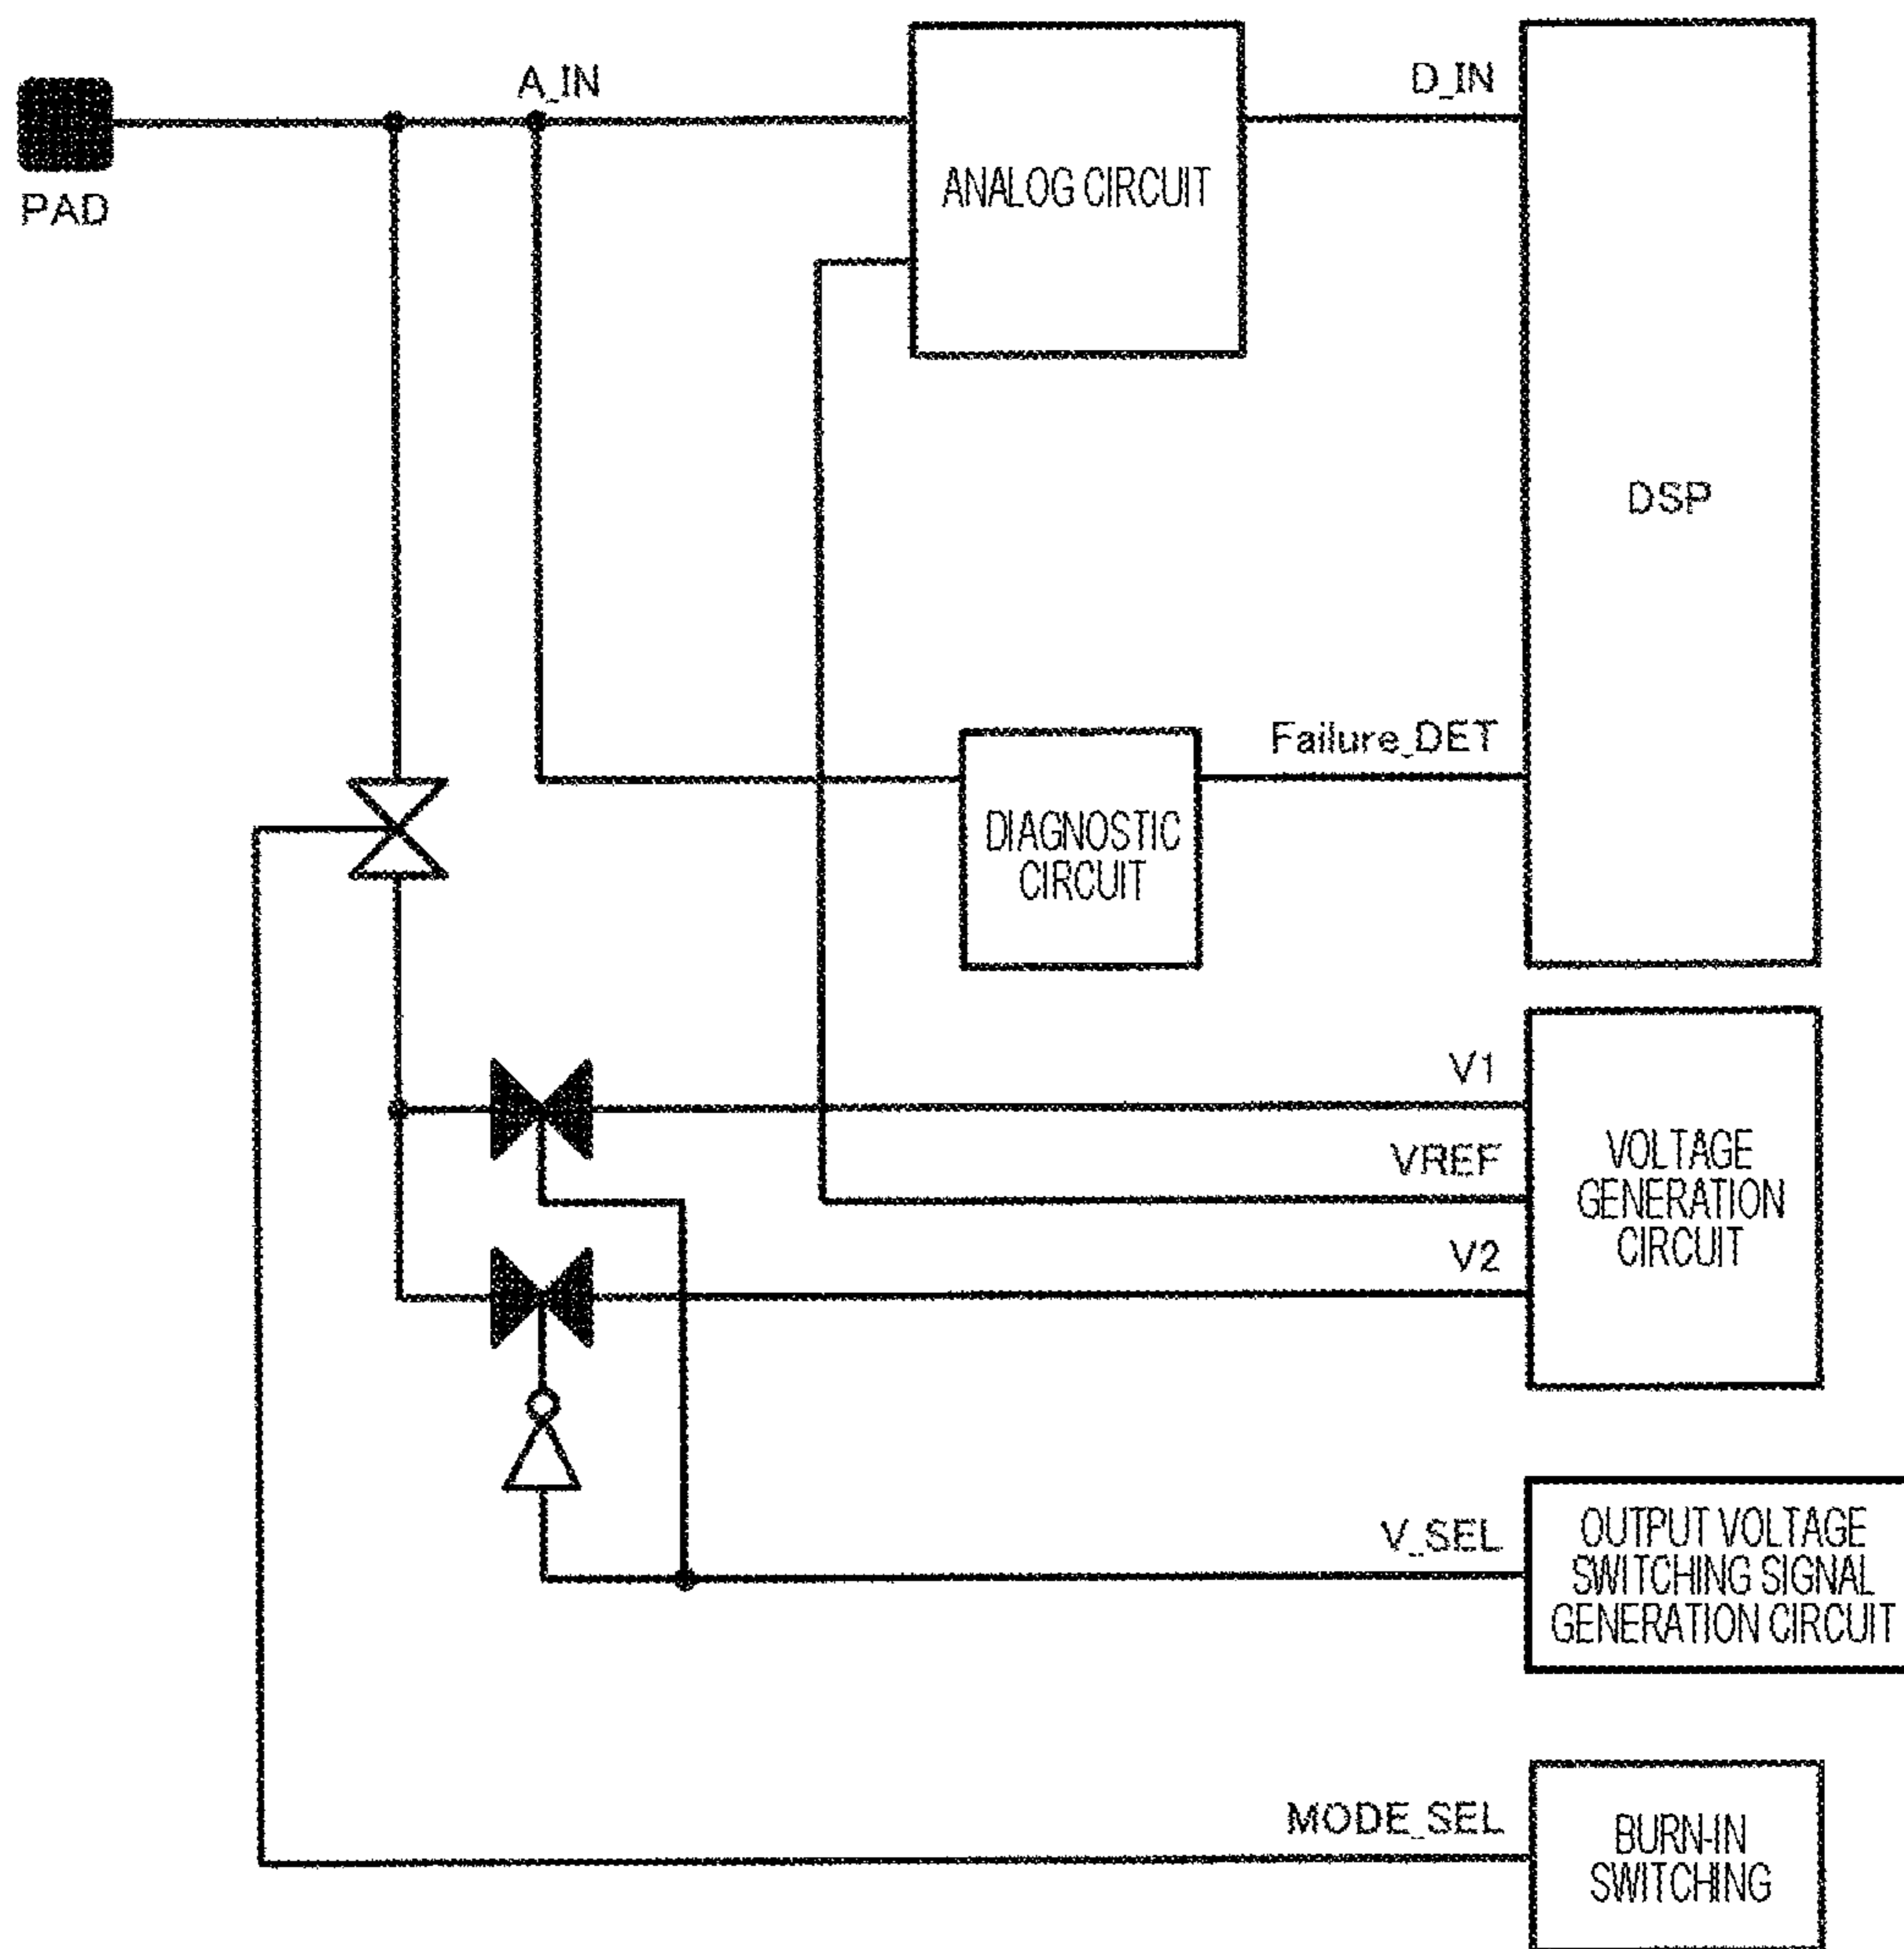 A_IN
D_IN
PAD
ANALOG CIRCUIT
DSP
Failure_DET
DIAGNOSTIC
CIRCUIT
V1
VREF
V2
VOLTAGE
GENERATION
CIRCUIT
V_SEL
OUTPUT VOLTAGE
SWITCHING SIGNAL
GENERATION CIRCUIT
MODE_SEL
BURN-IN
SWITCHING